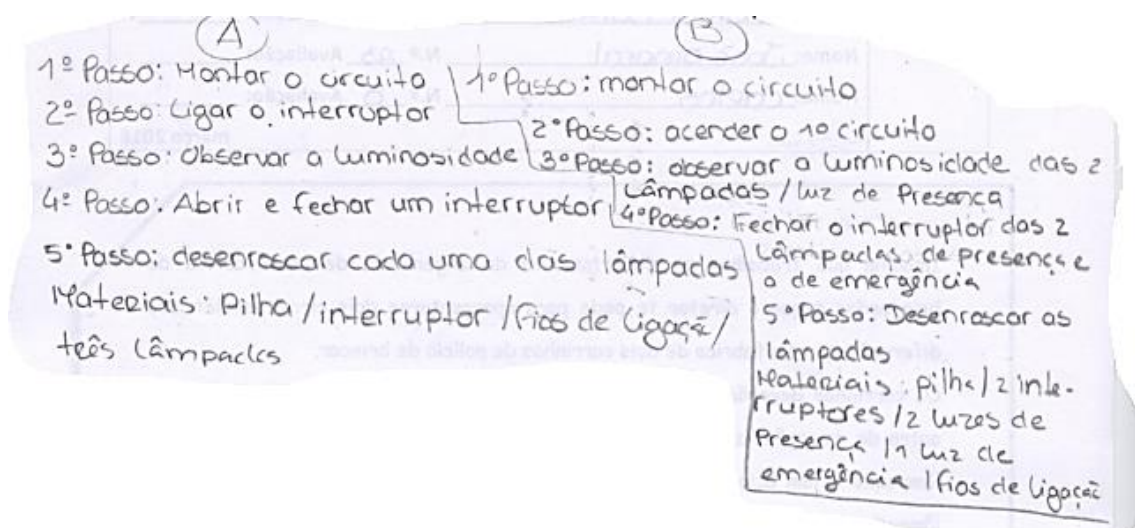 A
1º Passo: Montar o circuito
2º Passo: Ligar o interruptor
3º Passo: Observar a luminosidade
4º Passo: Abrir e fechar um interruptor
5º Passo: desenroscar cada uma das lâmpadas
Materiais: Pilha / interruptor / fios de ligaçã /
três lâmpadas
B
1º Passo: montar o circuito
2º Passo: acender o 1º circuito
3º Passo: observar a luminosidade das 2
lâmpadas / luz de Presença
4º Passo: Fechar o interruptor das 2
lâmpadas de presença e
o de emergência
5º Passo: Desenroscar as
lâmpadas
Materiais: pilha / 2 inte-
rruptores / 2 luzes de
Presença / 1 luz de
emergência / fios de ligação